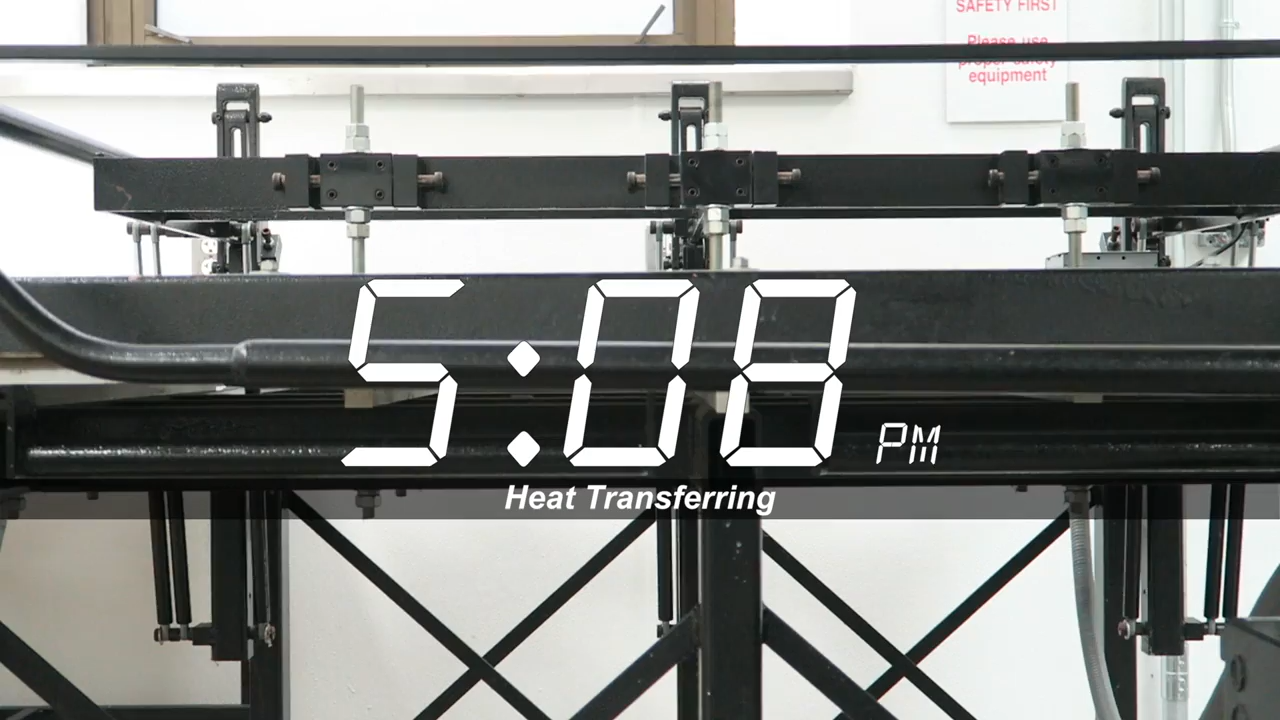 SAFETY FIRST
Please use
proper safety
equipment
5:08 PM
Heat Transferring